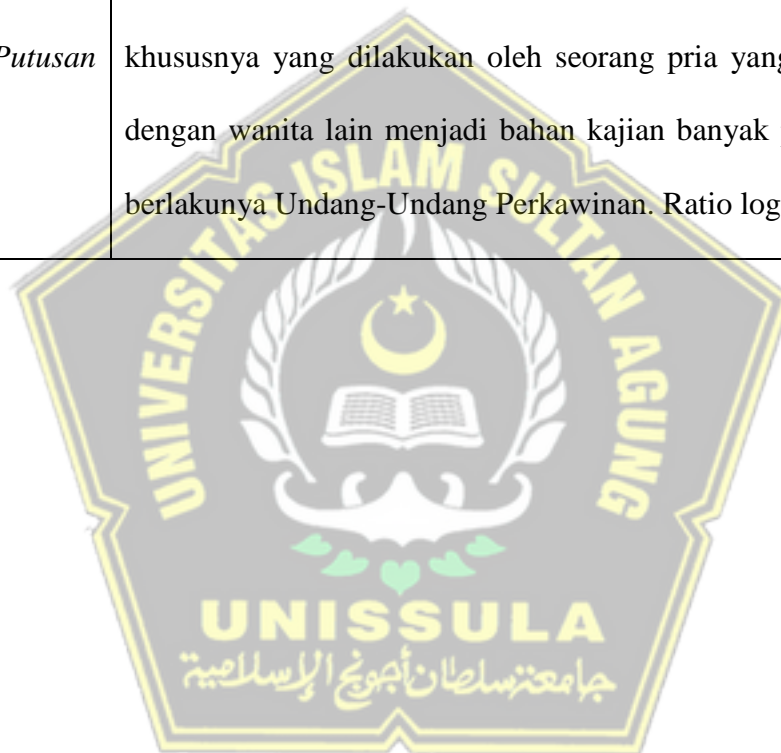 Putusan khususnya yang dilakukan oleh seorang pria yang
dengan wanita lain menjadi bahan kajian banyak
berlakunya Undang-Undang Perkawinan. Ratio log
UNIVERSITAS ISLAM SULTAN AGUNG
UNISSULA
جامعة سلطان أجونج الإسلامية